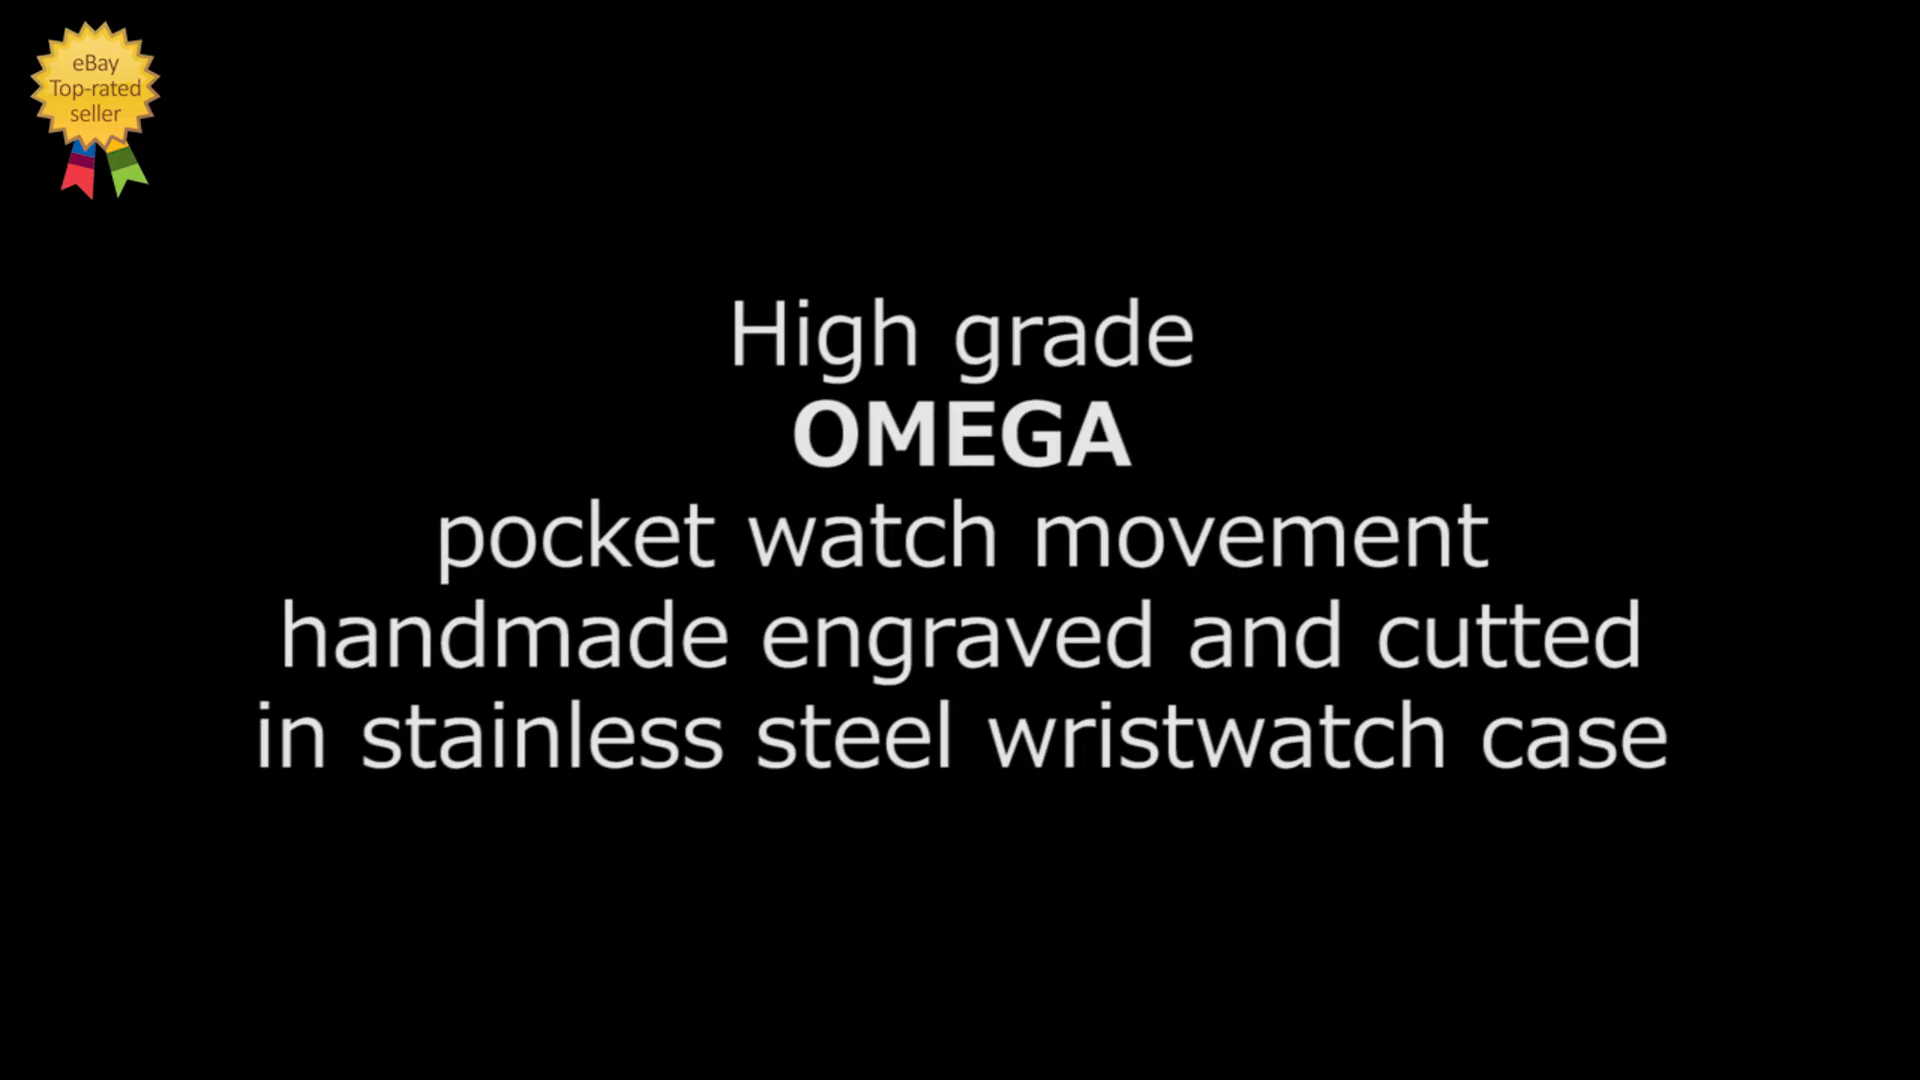 eBay
Top-rated
seller
High grade
OMEGA
pocket watch movement
handmade engraved and cutted
in stainless steel wristwatch case